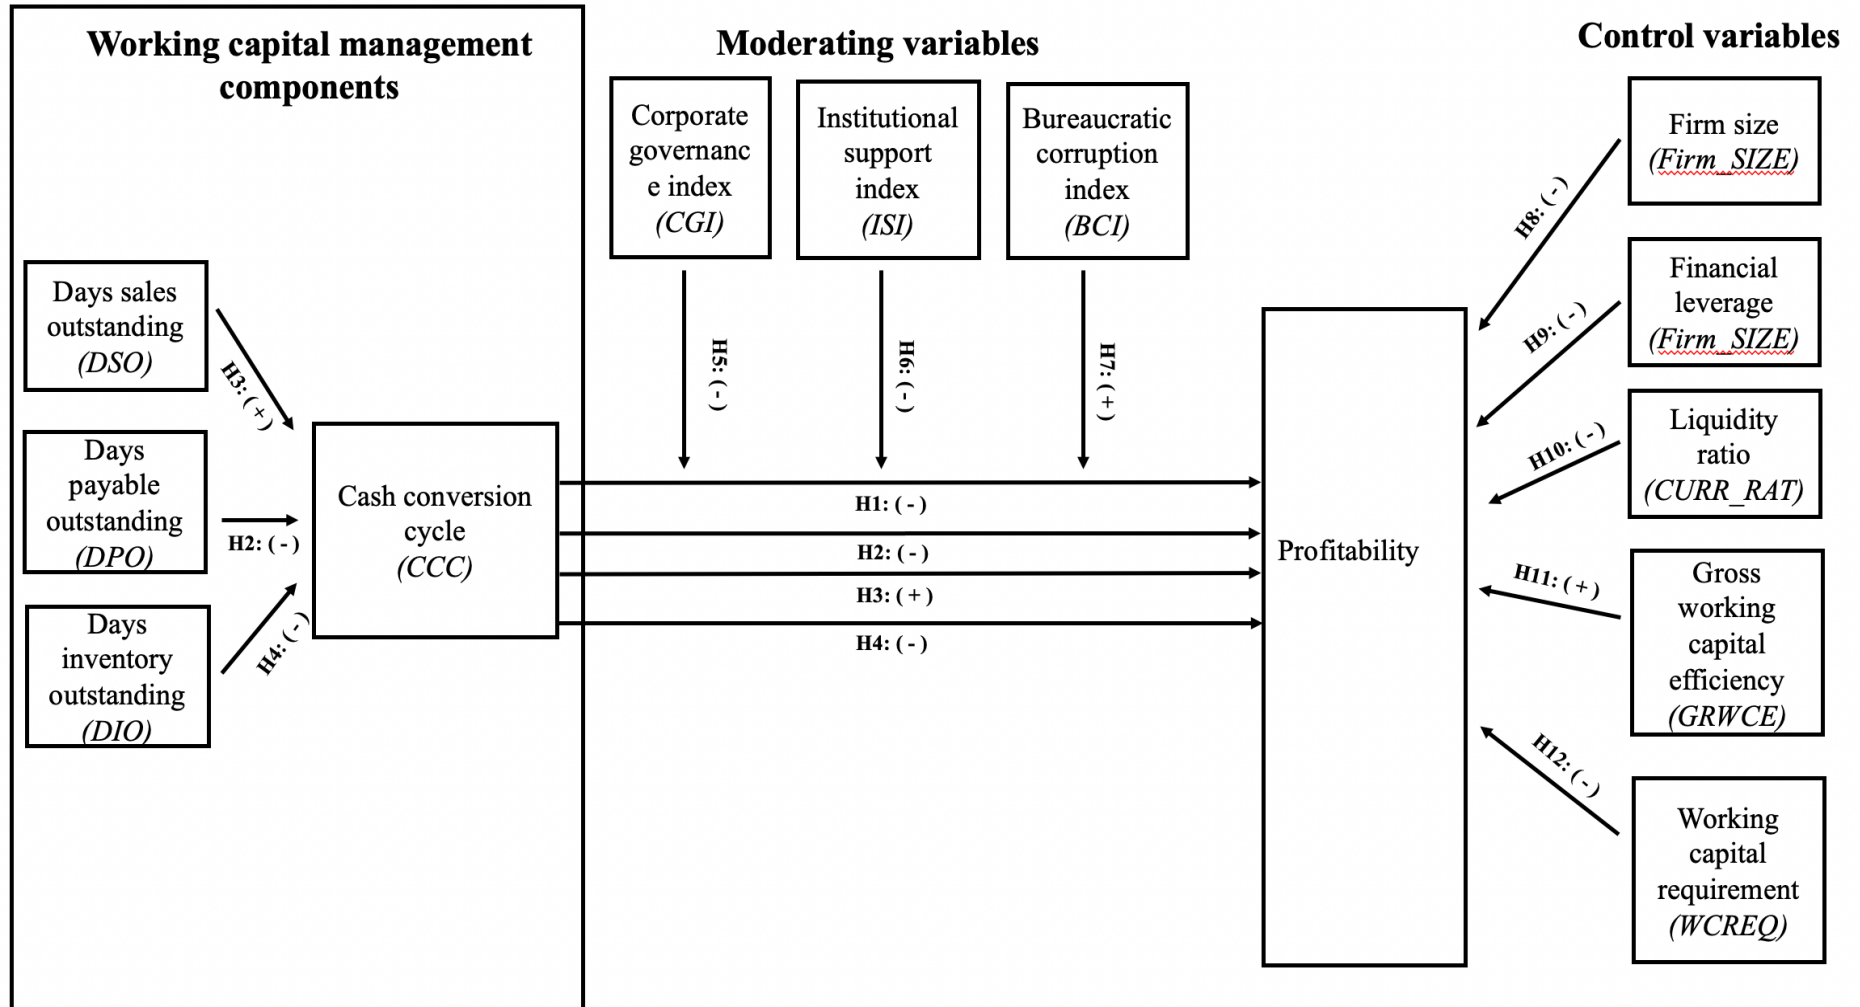 Working capital management
components
Days sales
outstanding
(DSO)
H3: ( + )
Days
payable
outstanding
(DPO)
H2: ( - )
Days
inventory
outstanding
(DIO)
H4: ( - )
Cash conversion
cycle
(CCC)
Moderating variables
Corporate
governanc
e index
(CGI)
Institutional
support
index
(ISI)
Bureaucratic
corruption
index
(BCI)
H5: ( - )
H6: ( - )
H7: ( + )
H1: ( - )
H2: ( - )
H3: ( + )
H4: ( - )
Profitability
Control variables
Firm size
(Firm_SIZE)
H8: ( - )
Financial
leverage
(Firm_SIZE)
H9: ( - )
Liquidity
ratio
(CURR_RAT)
H10: ( - )
Gross
working
capital
efficiency
(GRWCE)
H11: ( + )
Working
capital
requirement
(WCREQ)
H12: ( - )